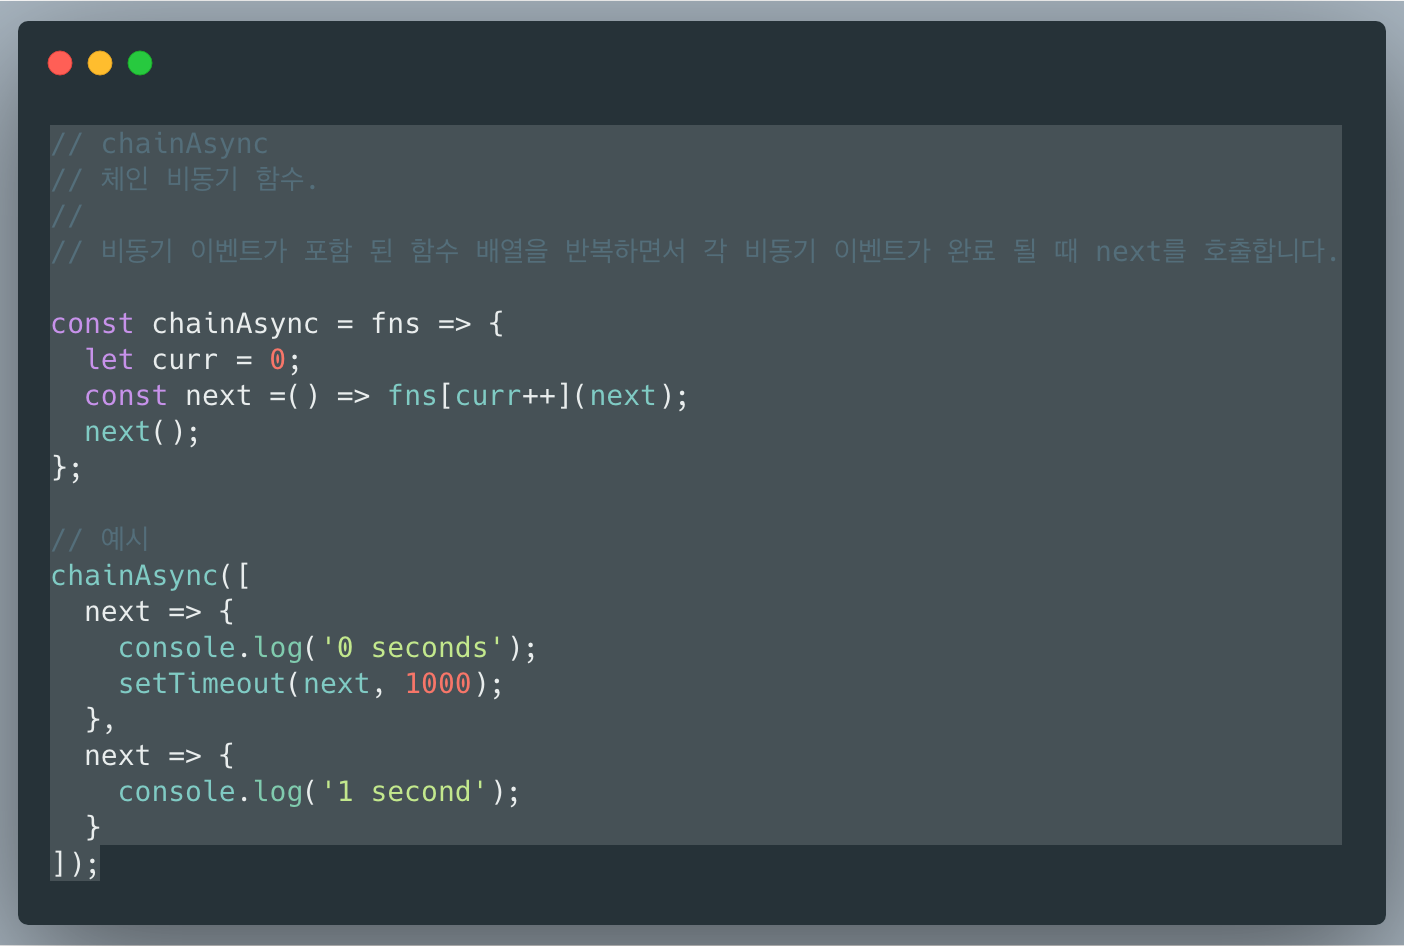 // chainAsync
// 체인 비동기 함수.
//
// 비동기 이벤트가 포함 된 함수 배열을 반복하면서 각 비동기 이벤트가 완료 될 때 next를 호출합니다.
const chainAsync = fns => {
  let curr = 0;
  const next =() => fns[curr++](next);
  next();
};
// 예시
chainAsync([
  next => {
    console.log('0 seconds');
    setTimeout(next, 1000);
  },
  next => {
    console.log('1 second');
  }
]);